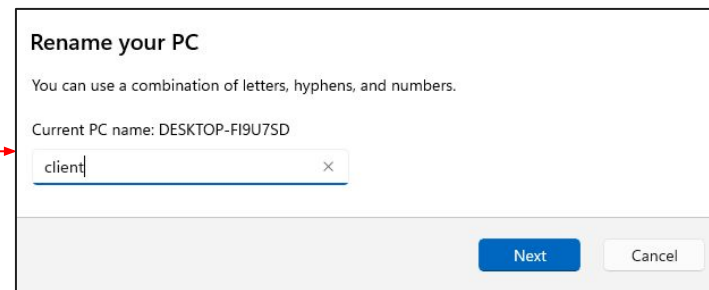 Rename your PC
You can use a combination of letters, hyphens, and numbers.
Current PC name: DESKTOP-FI9U7SD
client
Next
Cancel